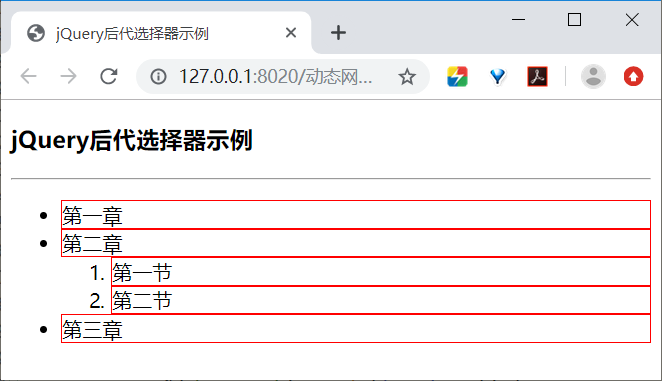 jQuery后代选择器示例
127.0.0.1:8020/动态网...
jQuery后代选择器示例
第一章
第二章
1. 第一节
2. 第二节
第三章